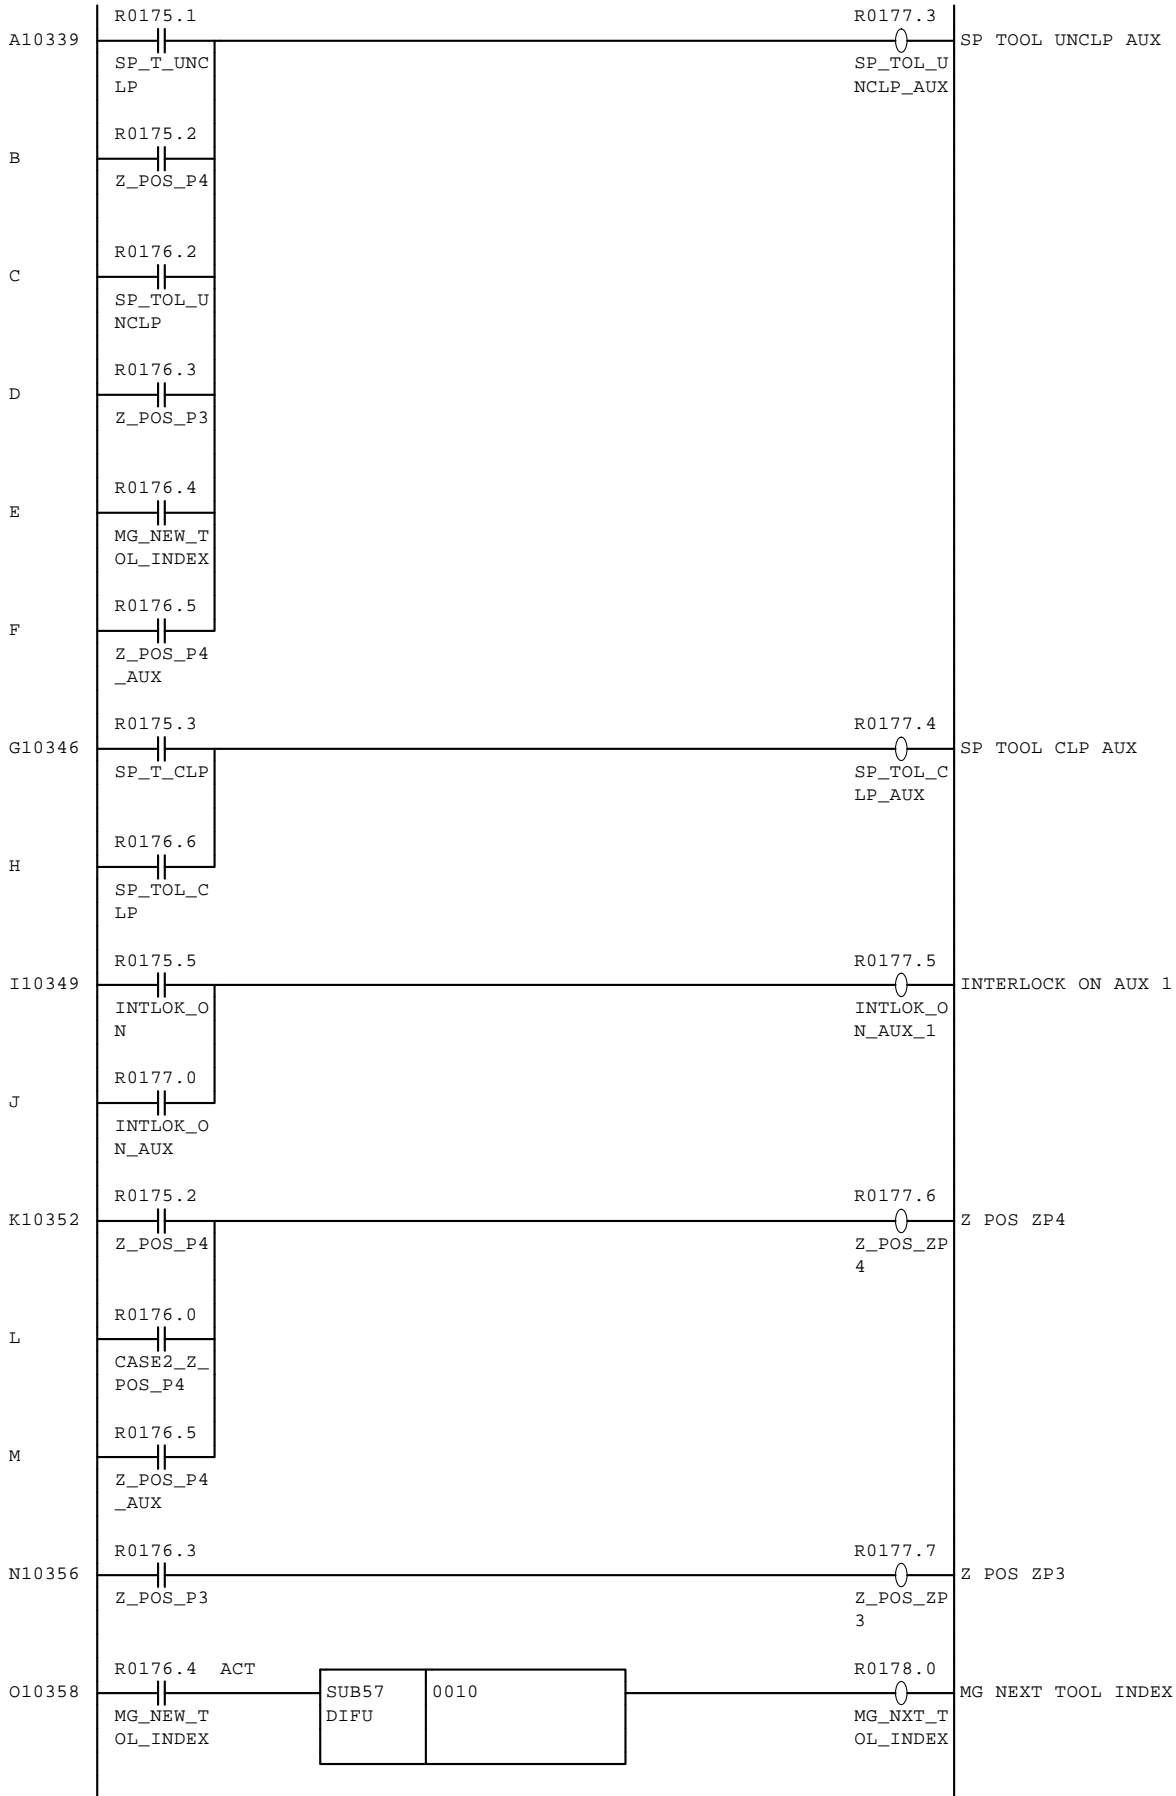 R0175.1 R0177.3
A10339 SP TOOL UNCLP AUX
SP_T_UNC SP_TOL_U
LP NCLP_AUX
R0175.2
B
Z_POS_P4
R0176.2
C
SP_TOL_U
NCLP
R0176.3
D
Z_POS_P3
R0176.4
E
MG_NEW_T
OL_INDEX
R0176.5
F
Z_POS_P4
_AUX
R0175.3 R0177.4
G10346 SP TOOL CLP AUX
SP_T_CLP SP_TOL_C
LP_AUX
R0176.6
H
SP_TOL_C
LP
R0175.5 R0177.5
I10349 INTERLOCK ON AUX 1
INTLOK_O INTLOK_O
N N_AUX_1
R0177.0
J
INTLOK_O
N_AUX
R0175.2 R0177.6
K10352 Z POS ZP4
Z_POS_P4 Z_POS_ZP
4
R0176.0
L
CASE2_Z_
POS_P4
R0176.5
M
Z_POS_P4
_AUX
R0176.3 R0177.7
N10356 Z POS ZP3
Z_POS_P3 Z_POS_ZP
3
R0176.4 ACT R0178.0
O10358 SUB57 0010 MG NEXT TOOL INDEX
MG_NEW_T DIFU MG_NXT_T
OL_INDEX OL_INDEX